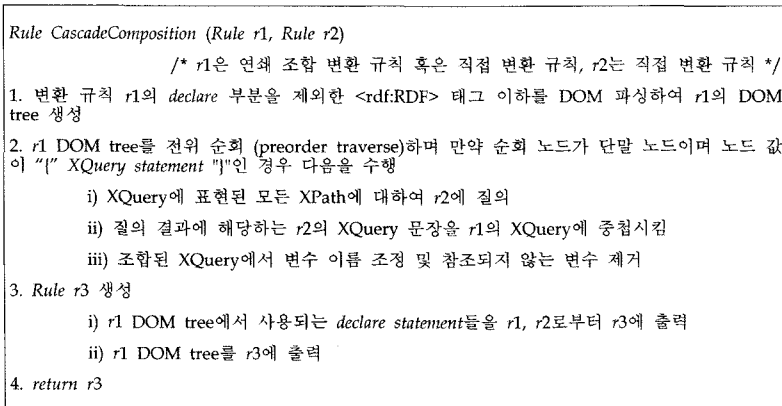 Rule CascadeComposition (Rule r1, Rule r2)
/* r1은 연쇄 조합 변환 규칙 혹은 직접 변환 규칙, r2는 직접 변환 규칙 */
1. 변환 규칙 r1의 declare 부분을 제외한 <rdf:RDF> 태그 이하를 DOM 파싱하여 r1의 DOM
tree 생성
2. r1 DOM tree를 전위 순회 (preorder traverse)하며 만약 순회 노드가 단말 노드이며 노드 값
이 "{" XQuery statement "}"인 경우 다음을 수행
i) XQuery에 표현된 모든 XPath에 대하여 r2에 질의
ii) 질의 결과에 해당하는 r2의 XQuery 문장을 r1의 XQuery에 중첩시킴
iii) 조합된 XQuery에서 변수 이름 조정 및 참조되지 않는 변수 제거
3. Rule r3 생성
i) r1 DOM tree에서 사용되는 declare statement들을 r1, r2로부터 r3에 출력
ii) r1 DOM tree를 r3에 출력
4. return r3